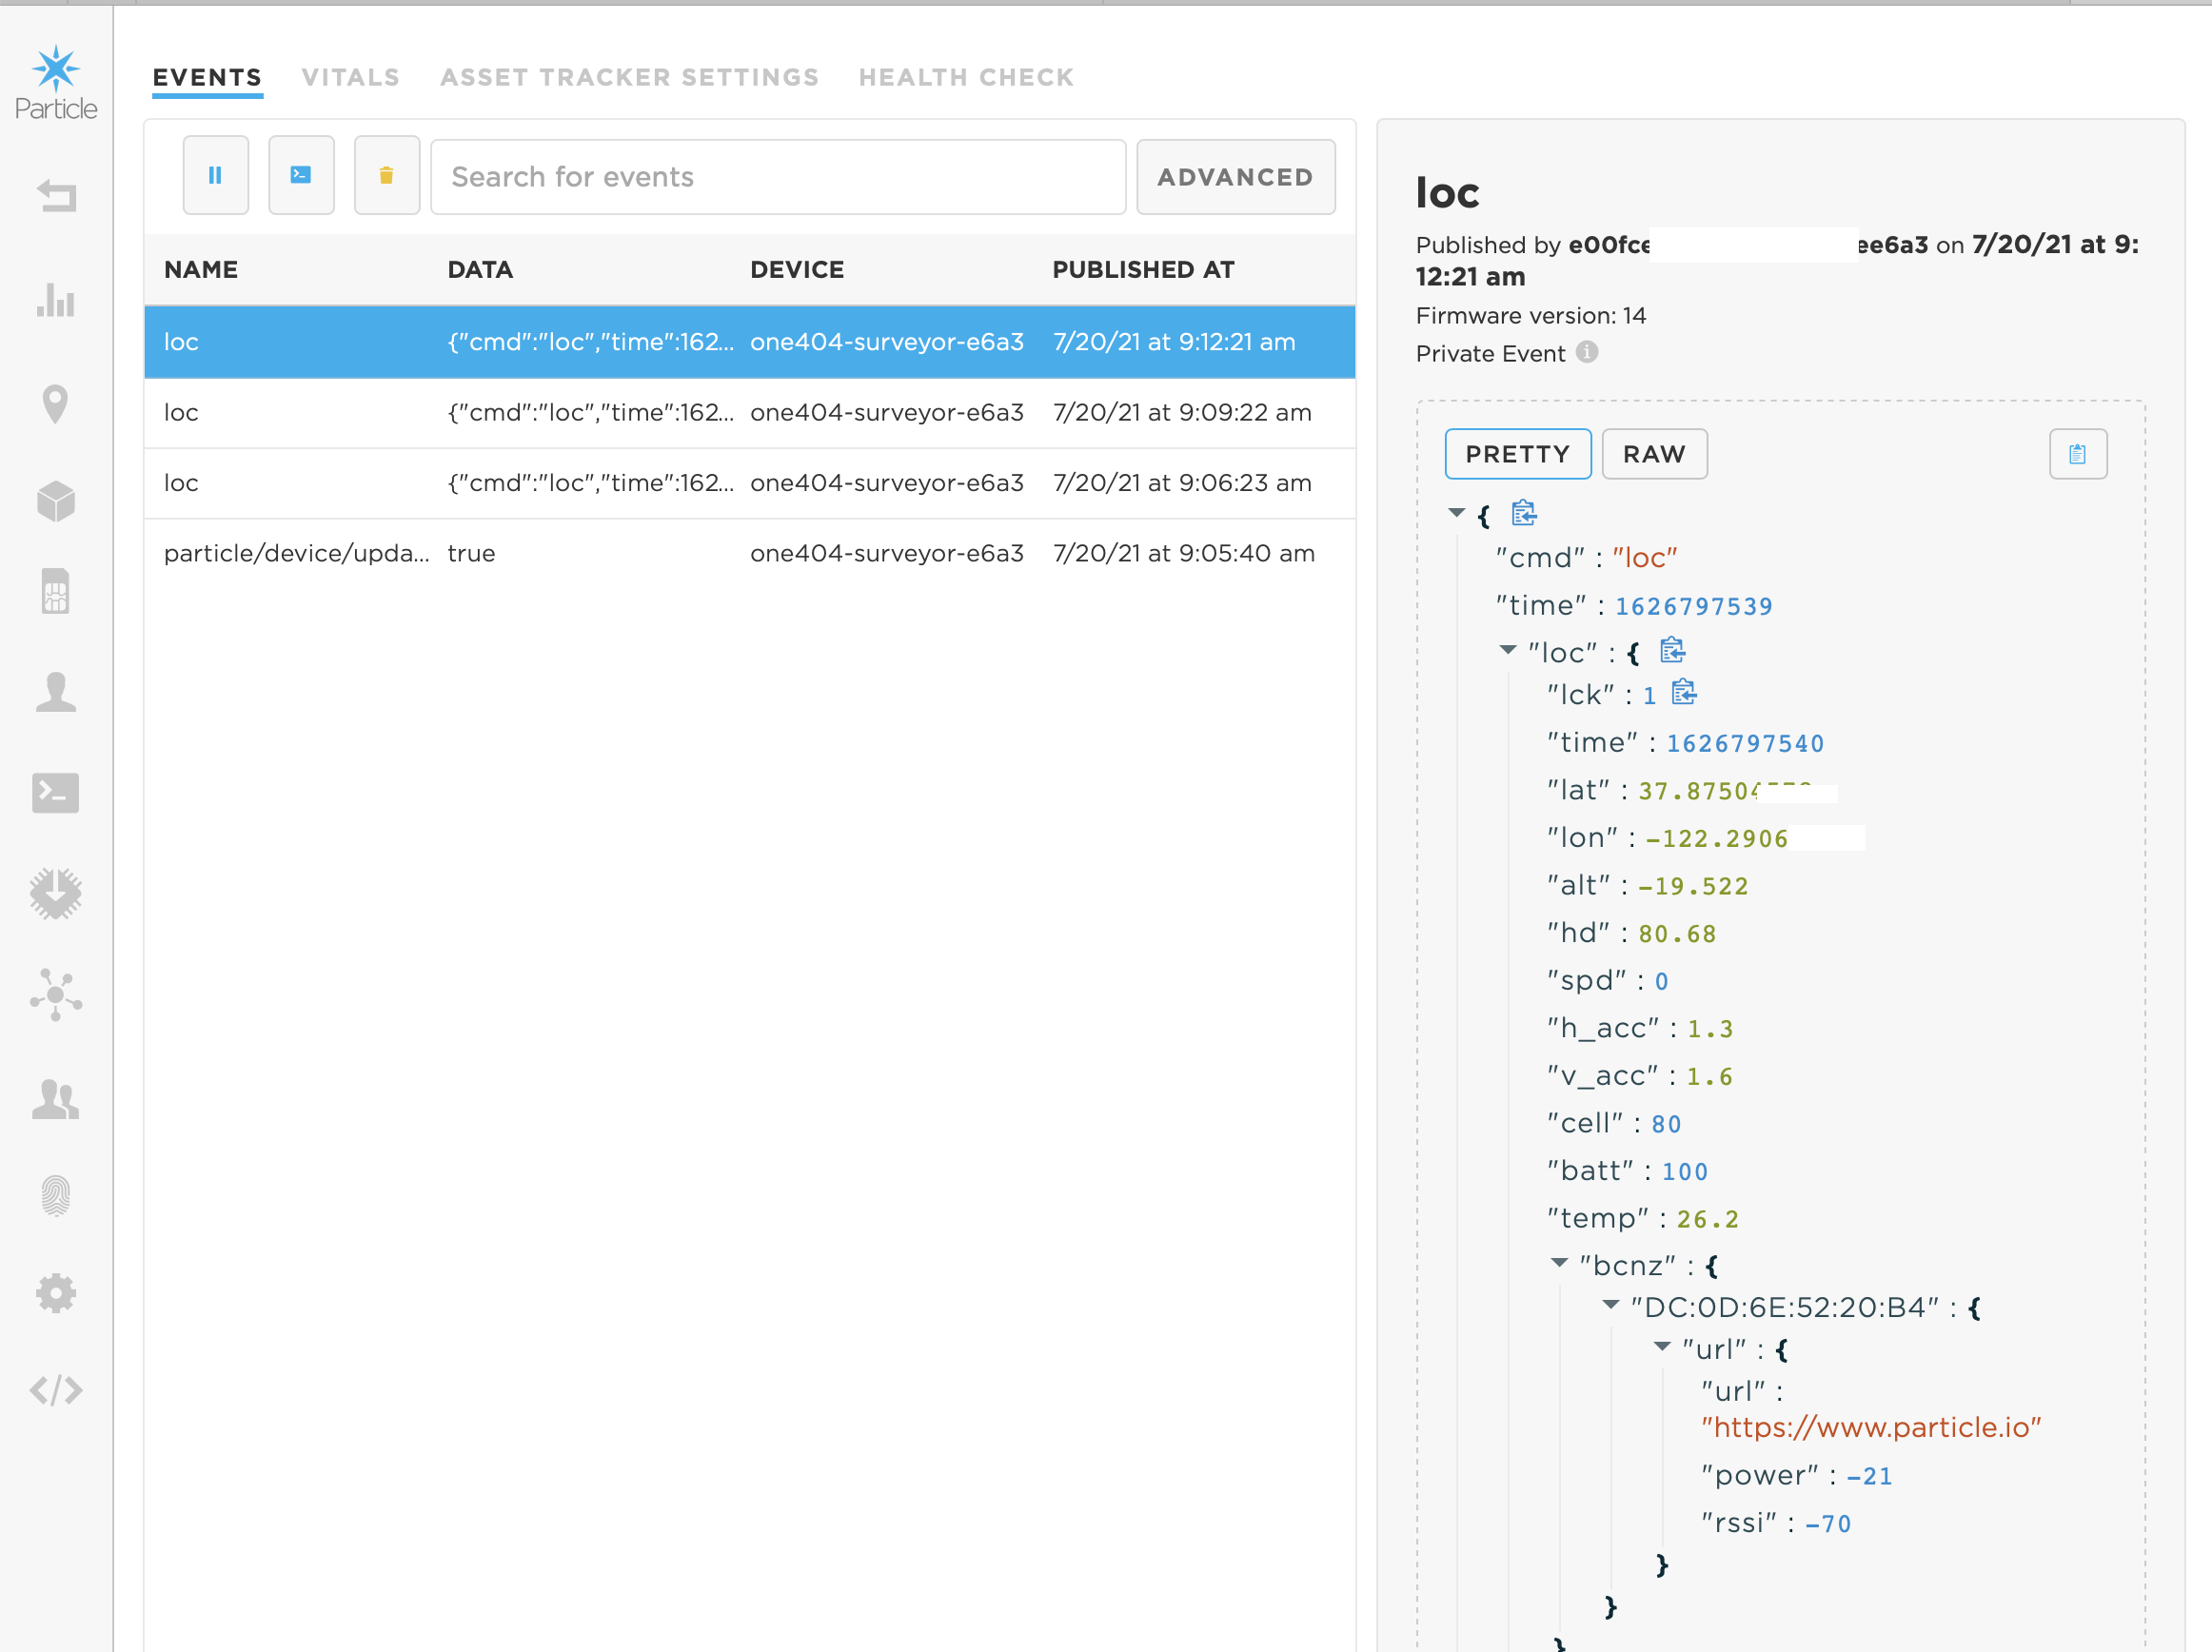 Particle
EVENTS VITALS ASSET TRACKER SETTINGS HEALTH CHECK
Search for events
ADVANCED
NAME DATA DEVICE PUBLISHED AT
loc {"cmd":"loc","time":162... one404-surveyor-e6a3 7/20/21 at 9:12:21 am
loc {"cmd":"loc","time":162... one404-surveyor-e6a3 7/20/21 at 9:09:22 am
loc {"cmd":"loc","time":162... one404-surveyor-e6a3 7/20/21 at 9:06:23 am
particle/device/upda... true one404-surveyor-e6a3 7/20/21 at 9:05:40 am
loc
Published by e00fce ee6a3 on 7/20/21 at 9:
12:21 am
Firmware version: 14
Private Event
PRETTY RAW
{
"cmd" : "loc"
"time" : 1626797539
"loc" : {
"lck" : 1
"time" : 1626797540
"lat" : 37.87504
"lon" : -122.2906
"alt" : -19.522
"hd" : 80.68
"spd" : 0
"h_acc" : 1.3
"v_acc" : 1.6
"cell" : 80
"batt" : 100
"temp" : 26.2
"bcnz" : {
"DC:0D:6E:52:20:B4" : {
"url" : {
"url" :
"https://www.particle.io"
"power" : -21
"rssi" : -70
}
}
}